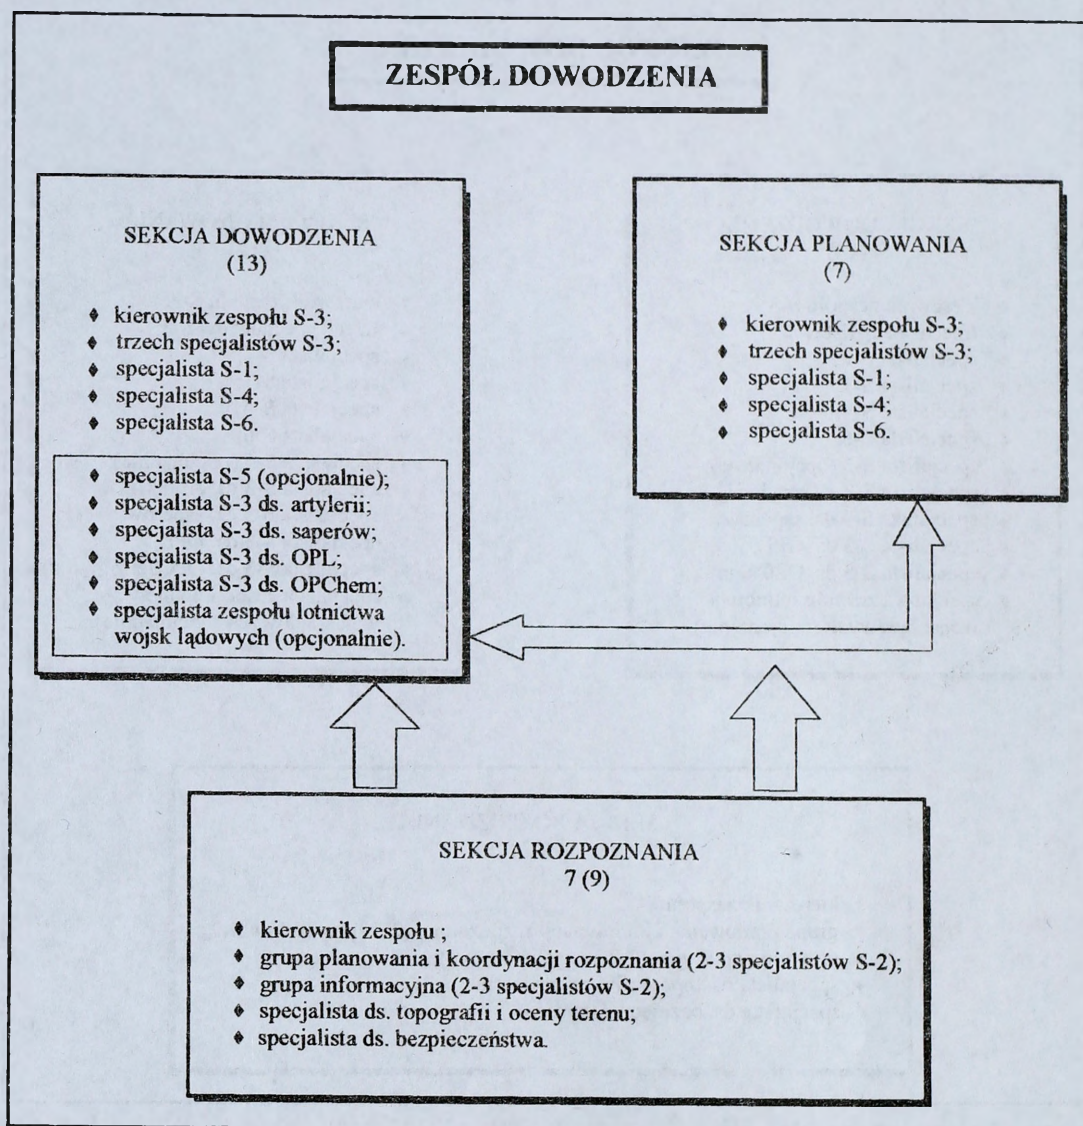 ZESPÓŁ DOWODZENIA
SEKCJA DOWODZENIA
(13)
♦ kierownik zespołu S-3;
♦ trzech specjalistów S-3;
♦ specjalista S-1;
♦ specjalista S-4;
♦ specjalista S-6.
♦ specjalista S-5 (opcjonalnie);
♦ specjalista S-3 ds. artylerii;
♦ specjalista S-3 ds. saperów;
♦ specjalista S-3 ds. OPL;
♦ specjalista S-3 ds. OPChem;
♦ specjalista zespołu lotnictwa
wojsk lądowych (opcjonalnie).
SEKCJA PLANOWANIA
(7)
♦ kierownik zespołu S-3;
♦ trzech specjalistów S-3;
♦ specjalista S-1;
♦ specjalista S-4;
♦ specjalista S-6.
SEKCJA ROZPOZNANIA
7 (9)
♦ kierownik zespołu ;
♦ grupa planowania i koordynacji rozpoznania (2-3 specjalistów S-2);
♦ grupa informacyjna (2-3 specjalistów S-2);
♦ specjalista ds. topografii i oceny terenu;
♦ specjalista ds. bezpieczeństwa.